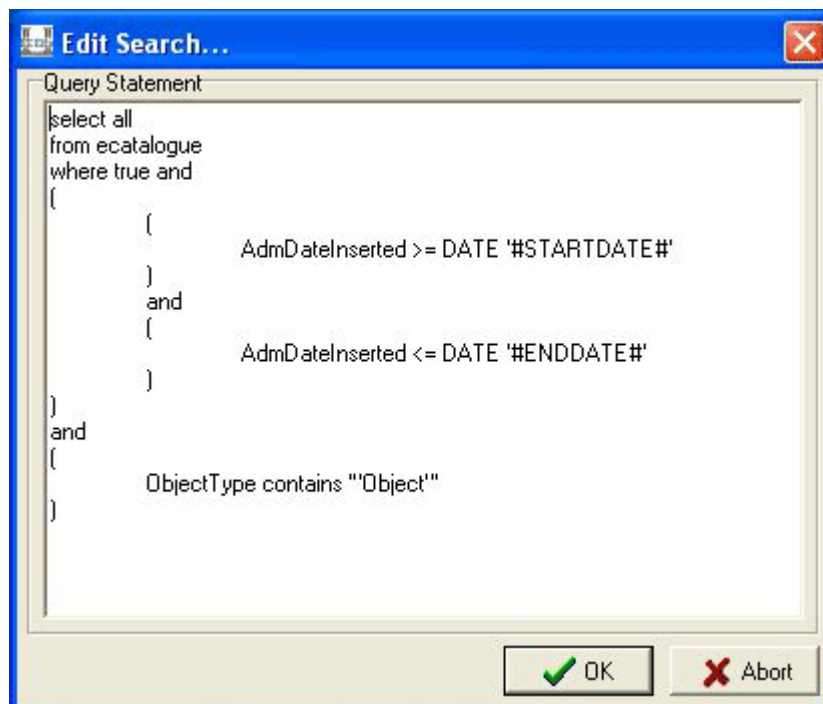 Edit Search...
Query Statement
select all
from ecatalogue
where true and
(
(
AdmDateInserted >= DATE '#STARTDATE#'
)
and
(
AdmDateInserted <= DATE '#ENDDATE#'
)
)
and
(
ObjectType contains "'Object'"
)
OK
Abort